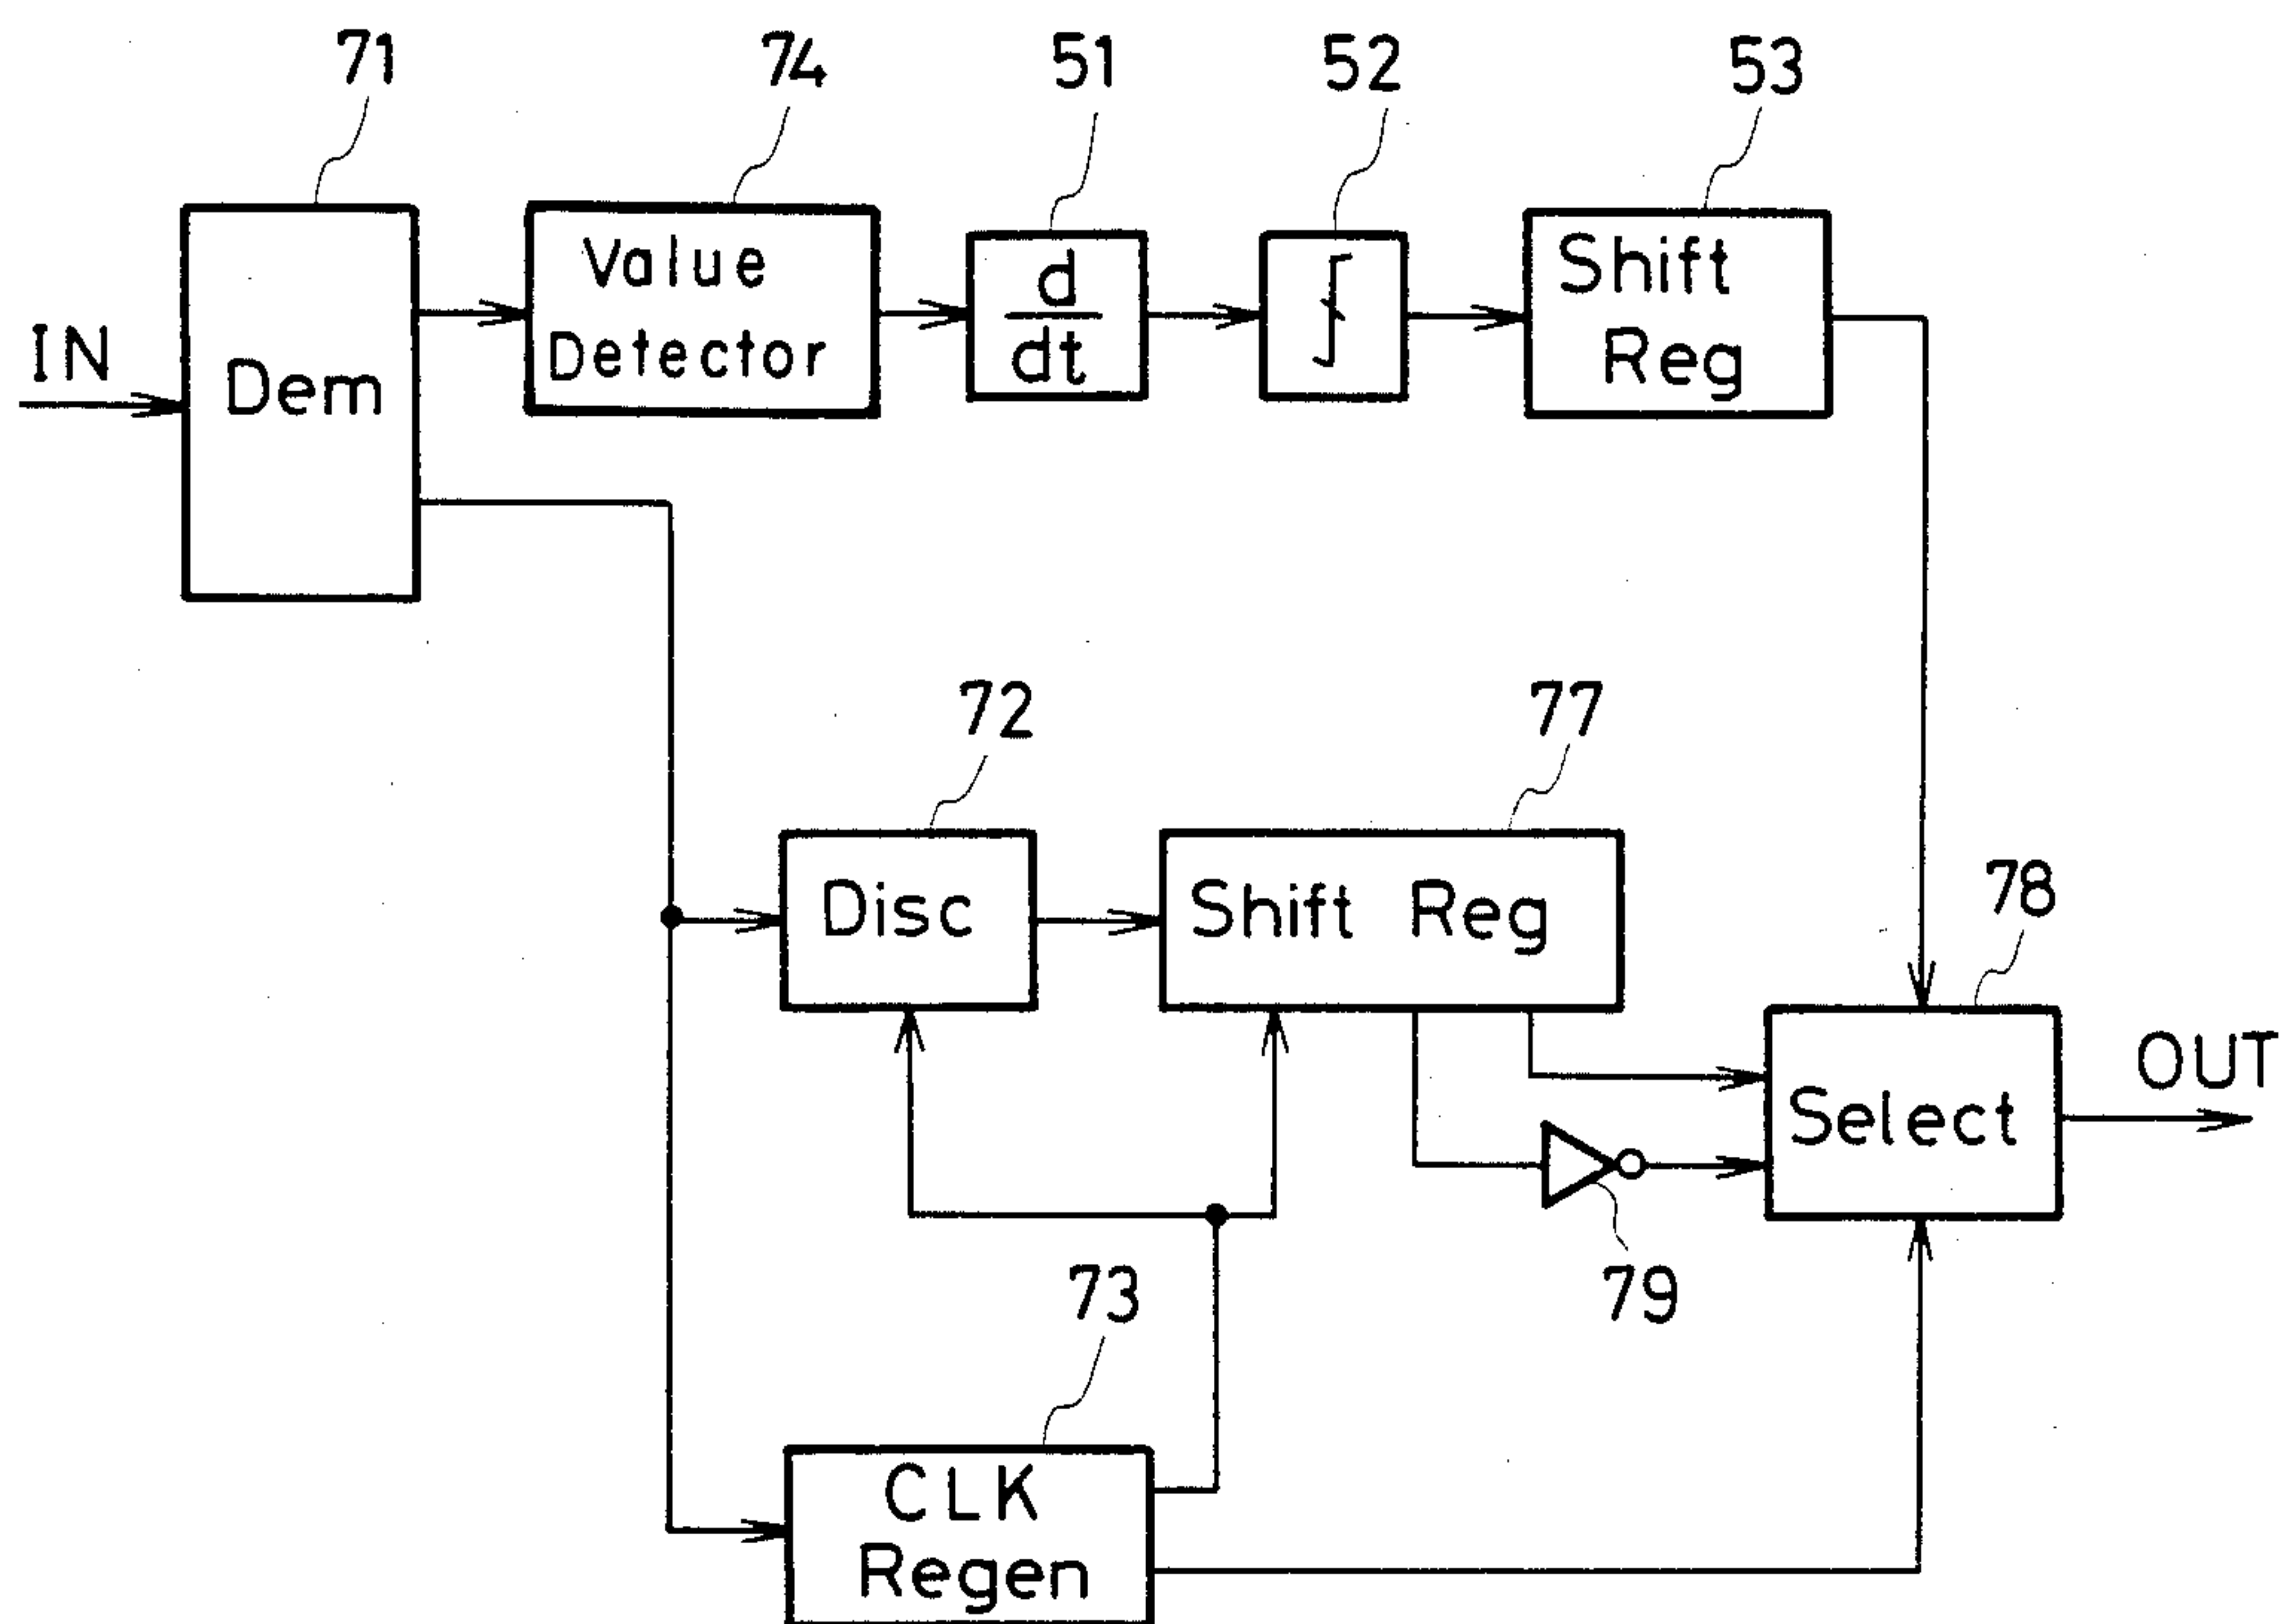 71
74
51
52
53
IN
Dem
Value
Detector
d
dt
Shift
Reg
72
77
78
Disc
Shift Reg
Select
OUT
79
73
CLK
Regen